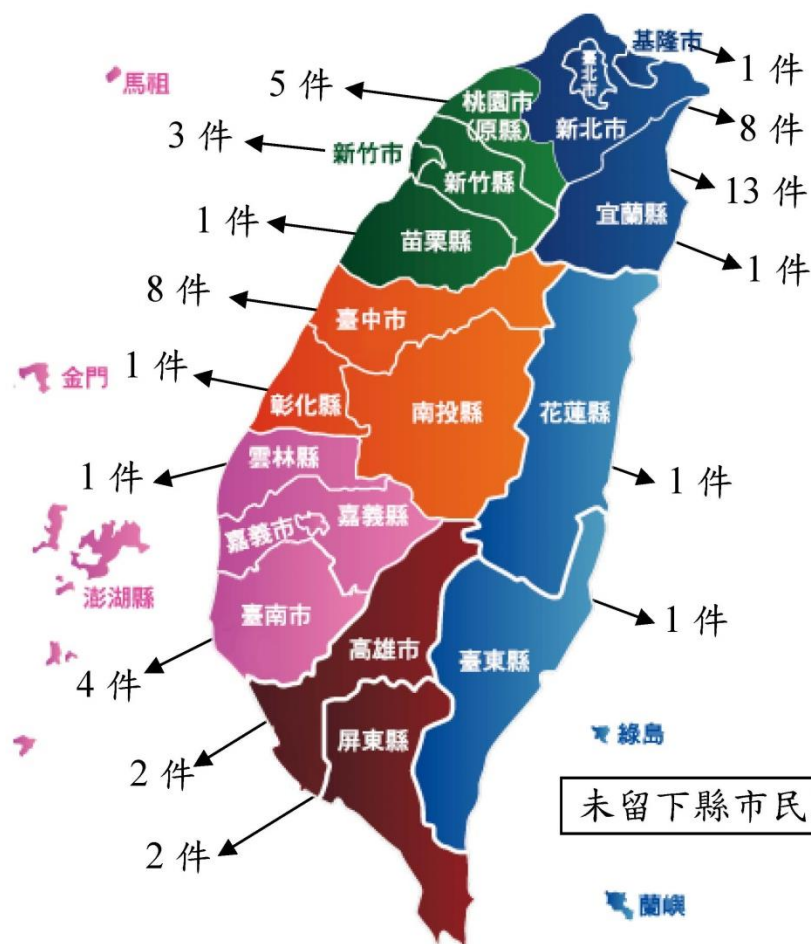 基隆市
1 件
馬祖
臺北市
5 件
桃園市
(原縣)
新北市
8 件
3 件
新竹市
新竹縣
13 件
宜蘭縣
1 件
苗栗縣
1 件
8 件
臺中市
1 件
金門
彰化縣
南投縣
花蓮縣
雲林縣
1 件
1 件
嘉義市
嘉義縣
澎湖縣
臺南市
1 件
4 件
高雄市
臺東縣
2 件
屏東縣
綠島
未留下縣市民
2 件
蘭嶼